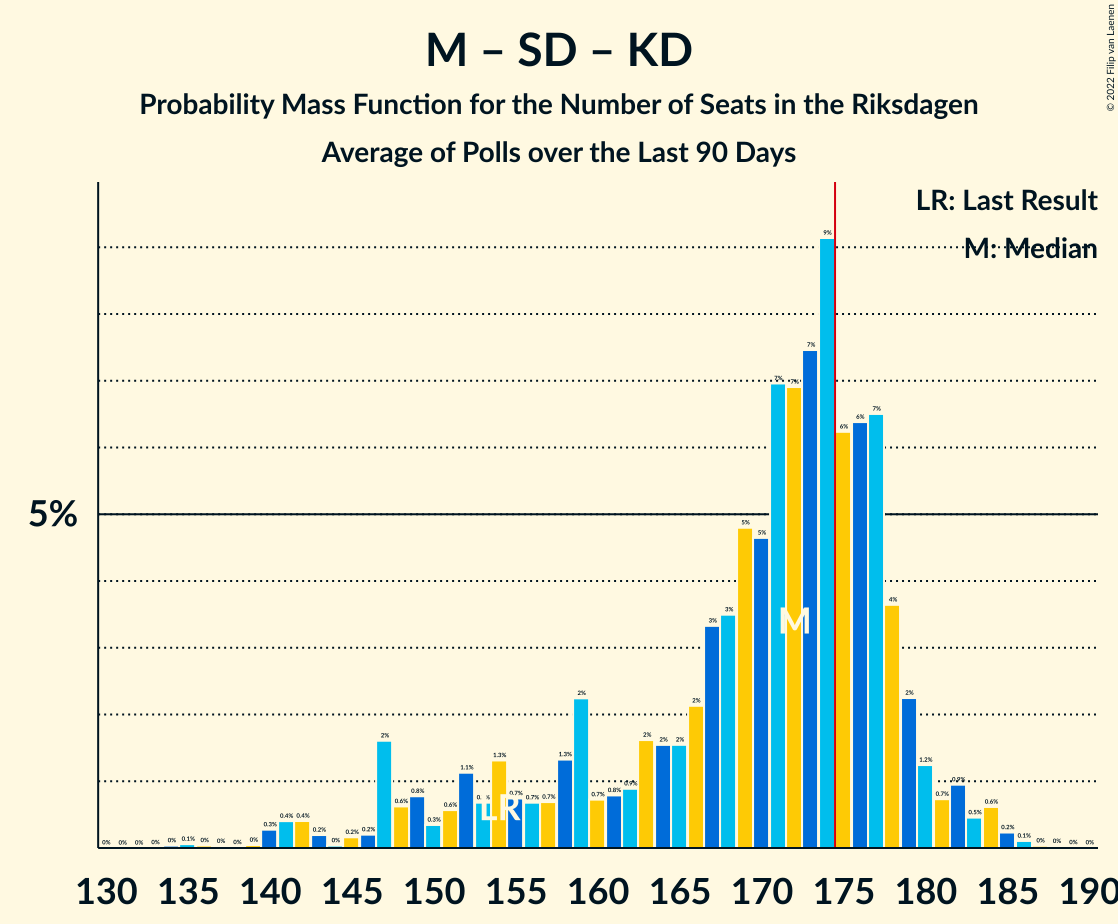 M – SD – KD
Probability Mass Function for the Number of Seats in the Riksdagen
Average of Polls over the Last 90 Days
© 2022 Filip van Laenen
LR: Last Result
M: Median
5%
0% 0% 0% 0% 0% 0.1% 0% 0% 0% 0% 0.3% 0.4% 0.4% 0.2% 0% 0.2% 0.2% 2% 0.6% 0.8% 0.3% 0.6% 1.1% 1.3% 0.7% 0.7% 0.7% 1.3% 2% 0.7% 0.8% 0.9% 2% 2% 2% 2% 3% 3% 5% 5% 7% 7% 7% 9% 6% 6% 7% 4% 2% 1.2% 0.7% 0.9% 0.5% 0.6% 0.2% 0.1% 0% 0% 0% 0%
LR
M
130 135 140 145 150 155 160 165 170 175 180 185 190